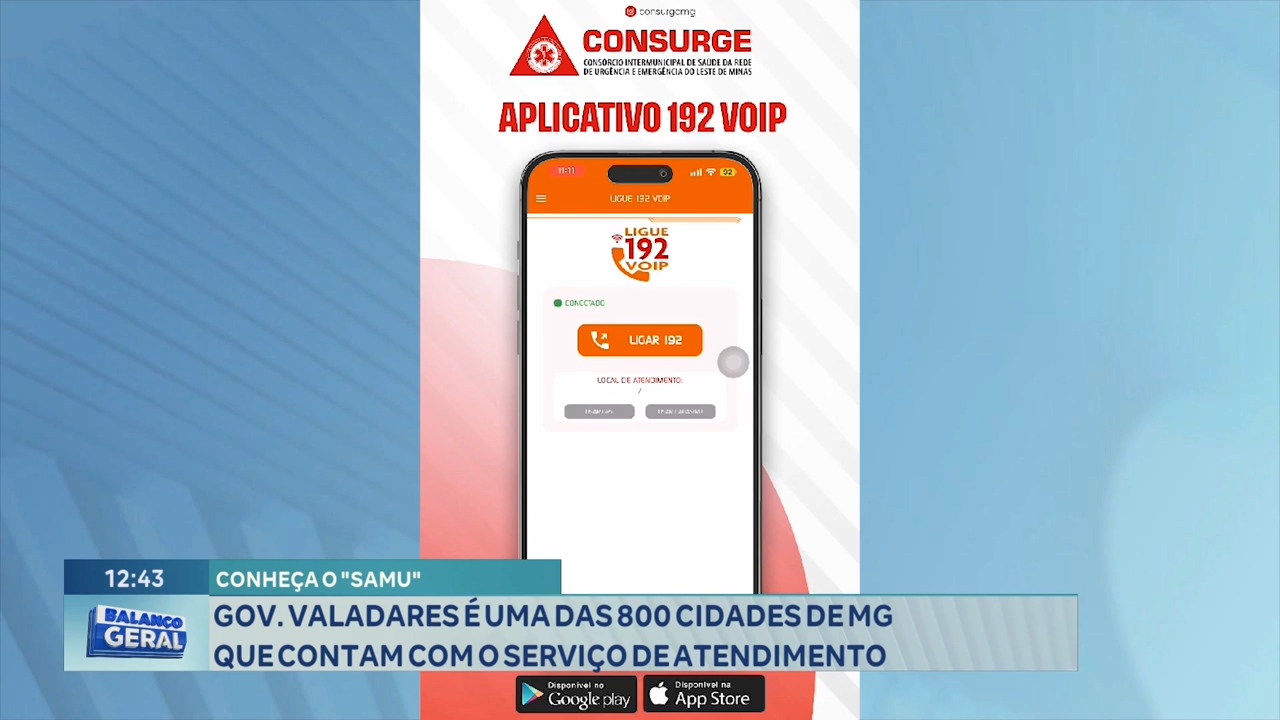 consurgemg
CONSURGE
CONSÓRCIO INTERMUNICIPAL DE SAÚDE DA REDE
DE URGÊNCIA E EMERGÊNCIA DO LESTE DE MINAS
APLICATIVO 192 VOIP
11:11
02
LIGUE 192 VOIP
LIGUE
192
VOIP
CONECTADO
LIGAR 192
LOCAL DE ATENDIMENTO:
/
12:43
CONHEÇA O "SAMU"
BALANÇO
GERAL
GOV. VALADARES É UMA DAS 800 CIDADES DE MG
QUE CONTAM COM O SERVIÇO DE ATENDIMENTO
Disponível no
Google play
Disponível na
App Store